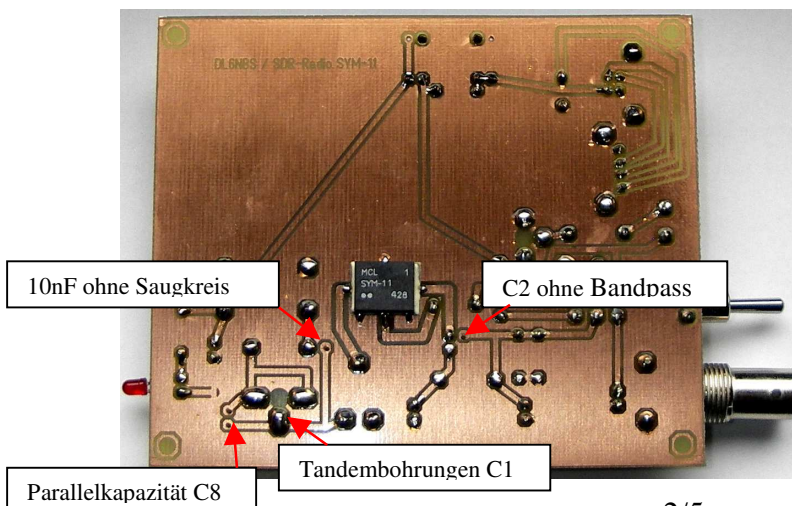 DL6NBS / SDR-Radio SYM-11
10nF ohne Saugkreis
MCL 1
SYM-11
428
C2 ohne Bandpass
Tandembohrungen C1
Parallelkapazität C8
2/5